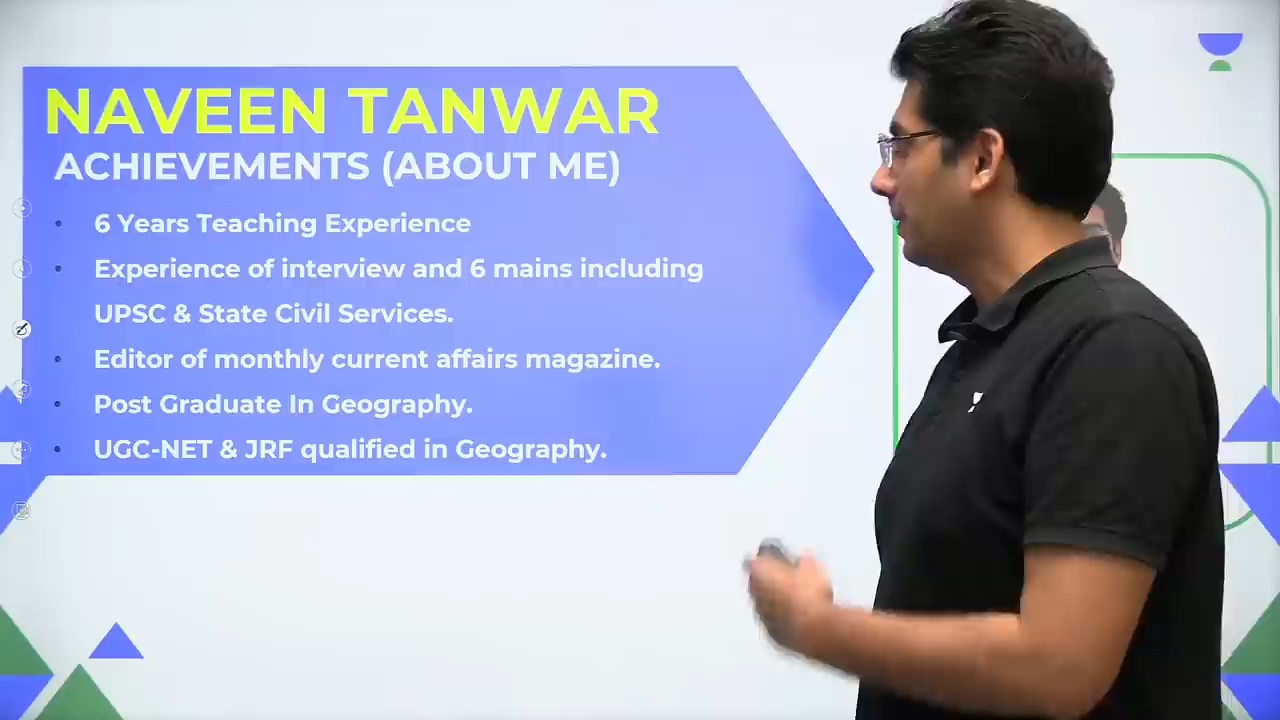 NAVEEN TANWAR
ACHIEVEMENTS (ABOUT ME)
• 6 Years Teaching Experience
• Experience of interview and 6 mains including
UPSC & State Civil Services.
• Editor of monthly current affairs magazine.
• Post Graduate In Geography.
• UGC-NET & JRF qualified in Geography.